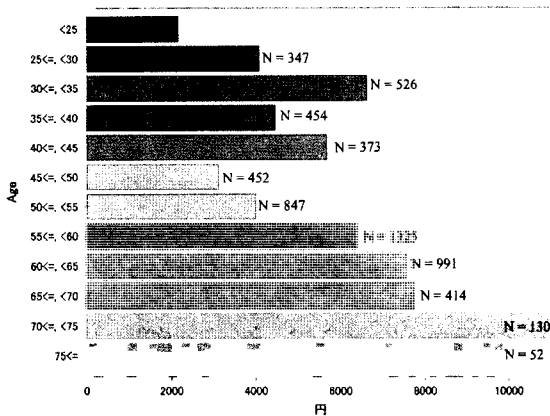 <25
25<=, <30 N = 347
30<=, <35 N = 526
35<=, <40 N = 454
40<=, <45 N = 373
45<=, <50 N = 452
50<=, <55 N = 847
55<=, <60 N = 1325
60<=, <65 N = 991
65<=, <70 N = 414
70<=, <75 N = 130
75<= N = 52
Age
0 2000 4000 6000 8000 10000
円